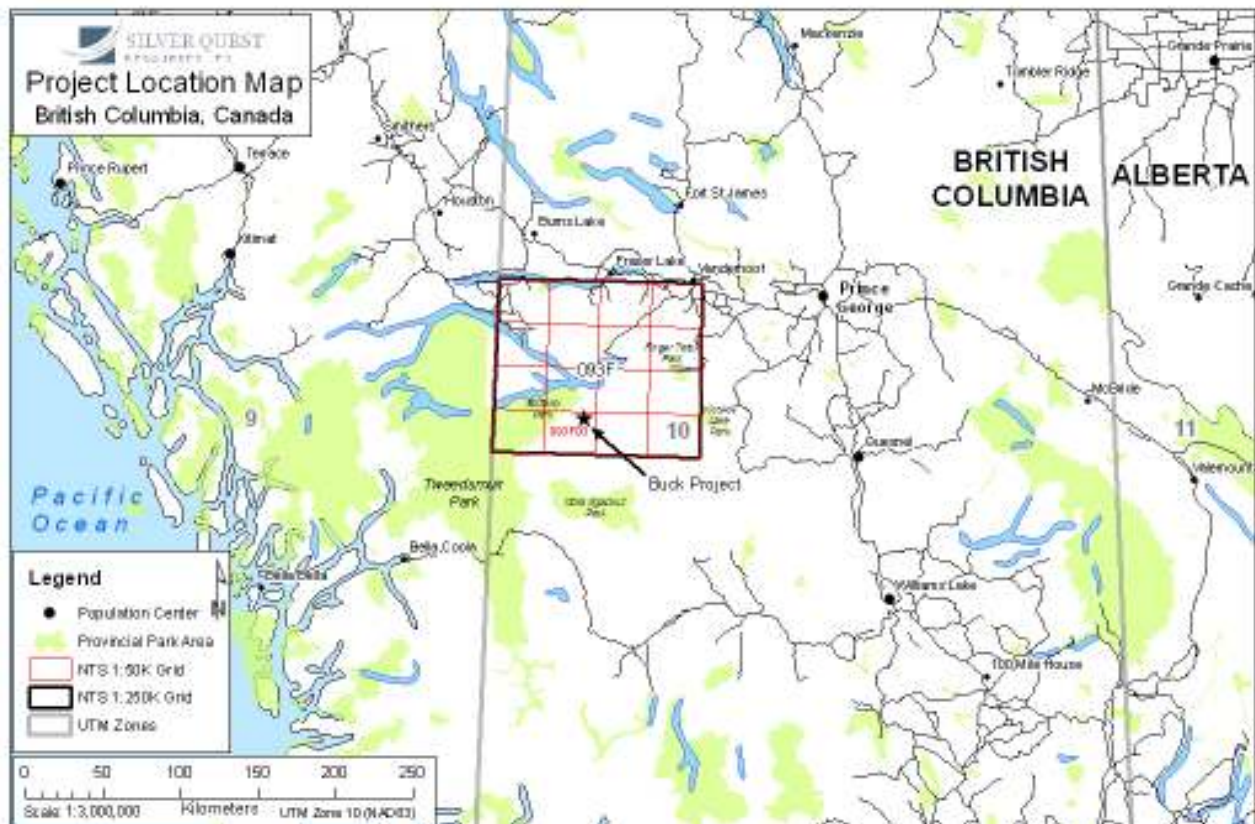 SILVER QUEST
RESOURCES LTD
Project Location Map
British Columbia, Canada
Mackenzie
Grande Prairie
Tumbler Ridge
Smithers
Terrace
Prince Rupert
BRITISH
COLUMBIA
ALBERTA
Fort St James
Houston
Burns Lake
Kitimat
Fraser Lake
Vanderhoof
Prince
George
Grande Cache
093F
Park
McBride
9
10
11
Quesnel
Valemount
Buck Project
Tweedsmuir
Park
Park
Pacific
Ocean
Bella Coola
Bella Bella
Williams Lake
100 Mile House
Legend
N
Population Center
Provincial Park Area
NTS 1:50K Grid
NTS 1:250K Grid
UTM Zones
0 50 100 150 200 250
Scale: 1:3,000,000 Kilometers UTM Zone 10 (NAD83)